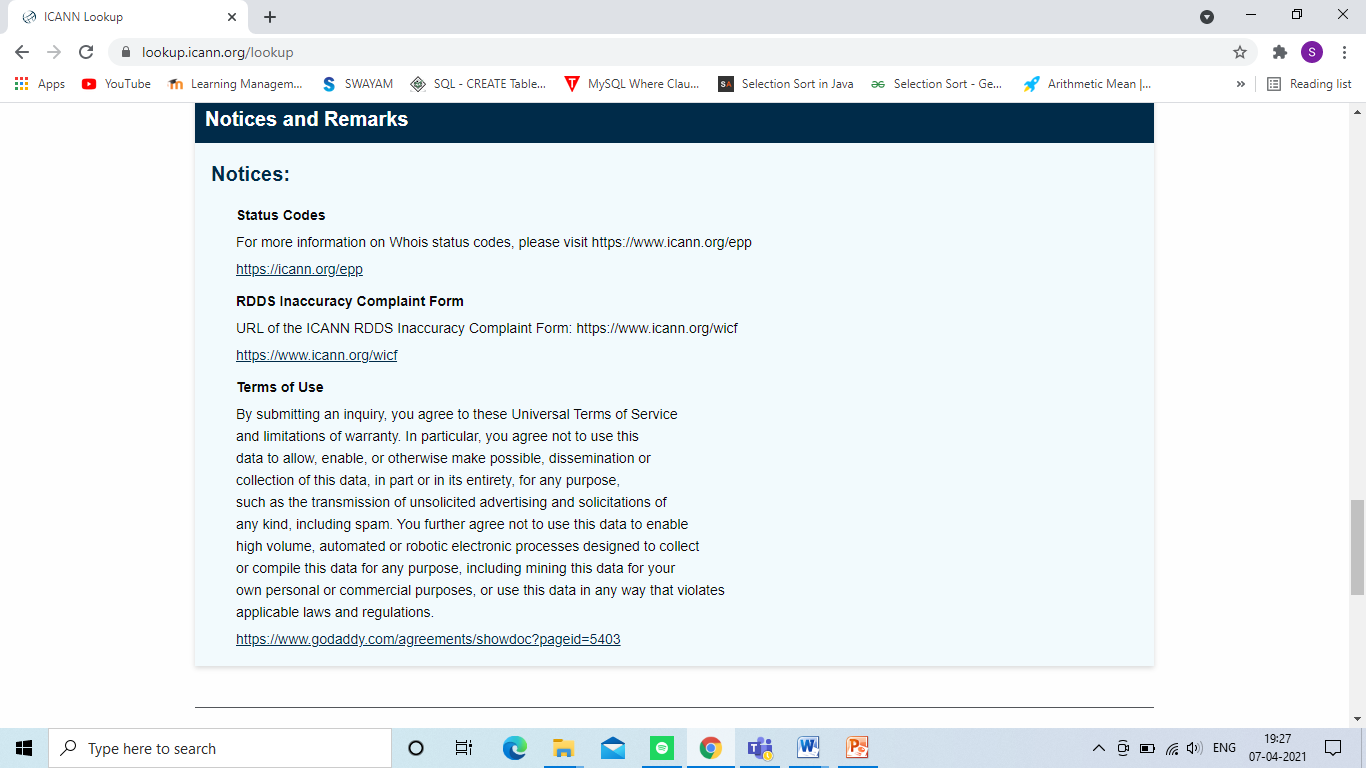 ICANN Lookup
lookup.icann.org/lookup
S
Apps YouTube Learning Managem... SWAYAM SQL - CREATE Table... MySQL Where Clau... SA Selection Sort in Java Selection Sort - Ge... Arithmetic Mean |... » Reading list
Notices and Remarks
Notices:
Status Codes
For more information on Whois status codes, please visit https://www.icann.org/epp
https://icann.org/epp
RDDS Inaccuracy Complaint Form
URL of the ICANN RDDS Inaccuracy Complaint Form: https://www.icann.org/wicf
https://www.icann.org/wicf
Terms of Use
By submitting an inquiry, you agree to these Universal Terms of Service
and limitations of warranty. In particular, you agree not to use this
data to allow, enable, or otherwise make possible, dissemination or
collection of this data, in part or in its entirety, for any purpose,
such as the transmission of unsolicited advertising and solicitations of
any kind, including spam. You further agree not to use this data to enable
high volume, automated or robotic electronic processes designed to collect
or compile this data for any purpose, including mining this data for your
own personal or commercial purposes, or use this data in any way that violates
applicable laws and regulations.
https://www.godaddy.com/agreements/showdoc?pageid=5403
Type here to search
ENG
19:27
07-04-2021